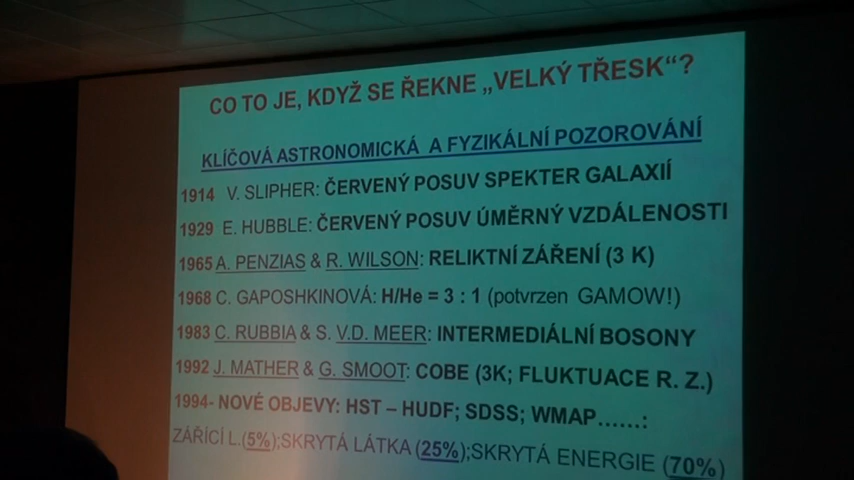 CO TO JE, KDYŽ SE ŘEKNE „VELKÝ TŘESK“?
KLÍČOVÁ ASTRONOMICKÁ A FYZIKÁLNÍ POZOROVÁNÍ
1914 V. SLIPHER: ČERVENÝ POSUV SPEKTER GALAXIÍ
1929 E. HUBBLE: ČERVENÝ POSUV ÚMĚRNÝ VZDÁLENOSTI
1965 A. PENZIAS & R. WILSON: RELIKTNÍ ZÁŘENÍ (3 K)
1968 C. GAPOSHKINOVÁ: H/He = 3 : 1 (potvrzen GAMOW!)
1983 C. RUBBIA & S. V.D. MEER: INTERMEDIÁLNÍ BOSONY
1992 J. MATHER & G. SMOOT: COBE (3K; FLUKTUACE R. Z.)
1994- NOVÉ OBJEVY: HST – HUDF; SDSS; WMAP……:
ZÁŘÍCÍ L.(5%);SKRYTÁ LÁTKA (25%);SKRYTÁ ENERGIE (70%)